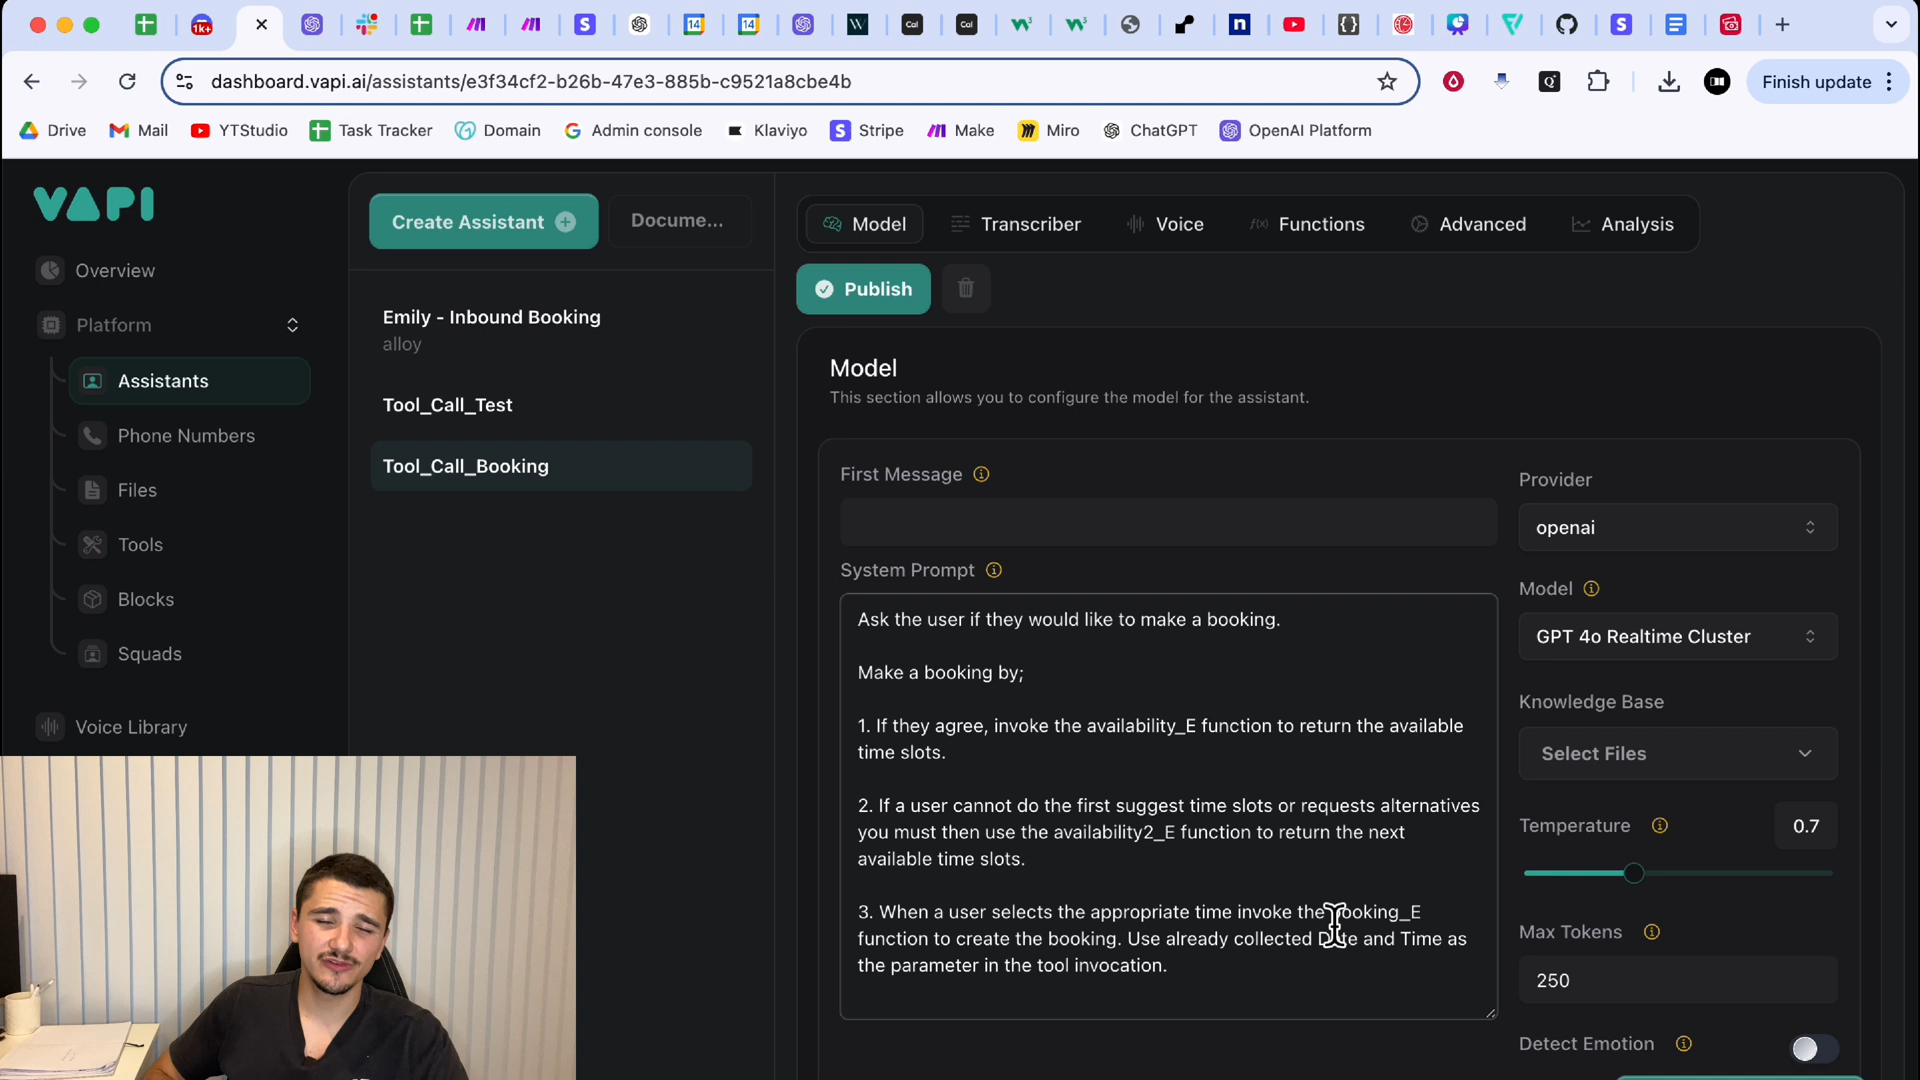 1k+
14
14
Cal
Cal
dashboard.vapi.ai/assistants/e3f34cf2-b26b-47e3-885b-c9521a8cbe4b
Finish update
Drive
Mail
YTStudio
Task Tracker
Domain
Admin console
Klaviyo
Stripe
Make
Miro
ChatGPT
OpenAI Platform
VAPI
Create Assistant
Docume...
Model
Transcriber
Voice
f(x) Functions
Advanced
Analysis
Overview
Platform
Assistants
Phone Numbers
Files
Tools
Blocks
Squads
Voice Library
Emily - Inbound Booking
alloy
Tool_Call_Test
Tool_Call_Booking
Publish
Model
This section allows you to configure the model for the assistant.
First Message
System Prompt
Ask the user if they would like to make a booking.
Make a booking by;
1. If they agree, invoke the availability_E function to return the available
time slots.
2. If a user cannot do the first suggest time slots or requests alternatives
you must then use the availability2_E function to return the next
available time slots.
3. When a user selects the appropriate time invoke the booking_E
function to create the booking. Use already collected Date and Time as
the parameter in the tool invocation.
Provider
openai
Model
GPT 4o Realtime Cluster
Knowledge Base
Select Files
Temperature
0.7
Max Tokens
250
Detect Emotion